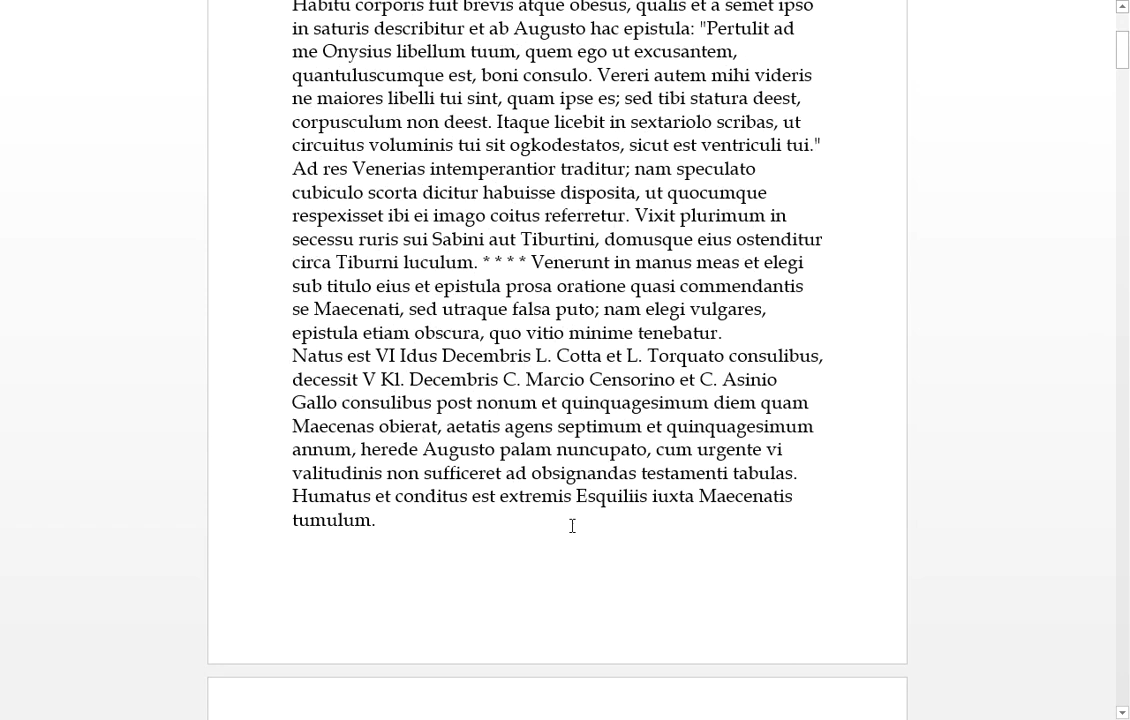 Habitu corporis fuit brevis atque obesus, qualis et a semet ipso
in saturis describitur et ab Augusto hac epistula: "Pertulit ad
me Onysius libellum tuum, quem ego ut excusantem,
quantuluscumque est, boni consulo. Vereri autem mihi videris
ne maiores libelli tui sint, quam ipse es; sed tibi statura deest,
corpusculum non deest. Itaque licebit in sextariolo scribas, ut
circuitus voluminis tui sit ogkodestatos, sicut est ventriculi tui."
Ad res Venerias intemperantior traditur; nam speculato
cubiculo scorta dicitur habuisse disposita, ut quocumque
respexisset ibi ei imago coitus referretur. Vixit plurimum in
secessu ruris sui Sabini aut Tiburtini, domusque eius ostenditur
circa Tiburni luculum. * * * * Venerunt in manus meas et elegi
sub titulo eius et epistula prosa oratione quasi commendantis
se Maecenati, sed utraque falsa puto; nam elegi vulgares,
epistula etiam obscura, quo vitio minime tenebatur.
Natus est VI Idus Decembris L. Cotta et L. Torquato consulibus,
decessit V Kl. Decembris C. Marcio Censorino et C. Asinio
Gallo consulibus post nonum et quinquagesimum diem quam
Maecenas obierat, aetatis agens septimum et quinquagesimum
annum, herede Augusto palam nuncupato, cum urgente vi
valitudinis non sufficeret ad obsignandas testamenti tabulas.
Humatus et conditus est extremis Esquiliis iuxta Maecenatis
tumulum.